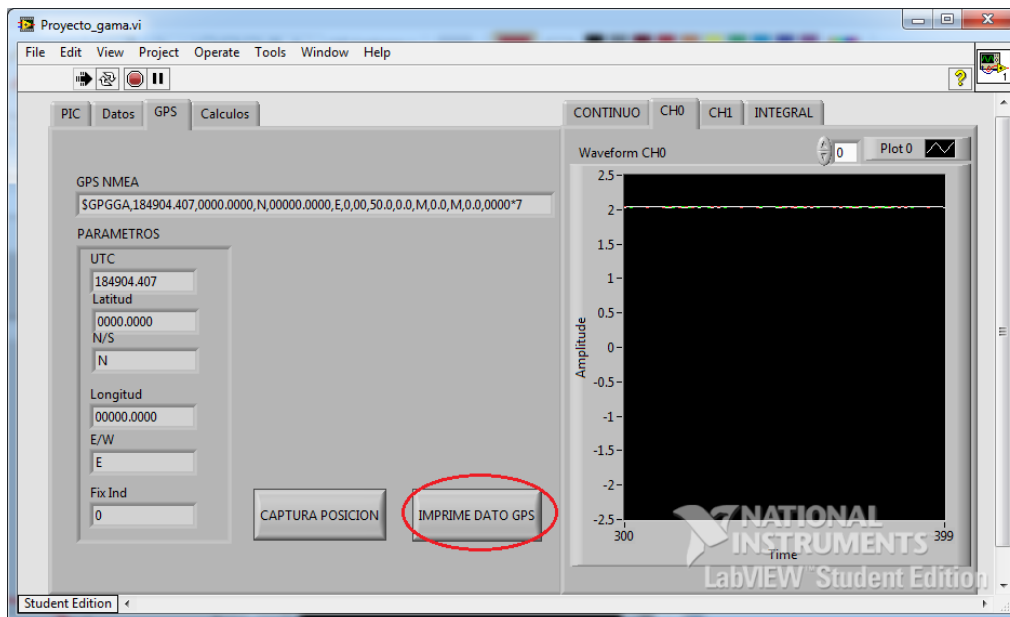 Proyecto_gama.vi
File Edit View Project Operate Tools Window Help
1
PIC Datos GPS Calculos
GPS NMEA
$GPGGA,184904.407,0000.0000,N,00000.0000,E,0,00,50.0,0.0,M,0.0,M,0.0,0000*7
PARAMETROS
UTC
184904.407
Latitud
0000.0000
N/S
N
Longitud
00000.0000
E/W
E
Fix Ind
0
CAPTURA POSICION
IMPRIME DATO GPS
CONTINUO CH0 CH1 INTEGRAL
Waveform CH0
0
Plot 0
2.5
2
1.5
1
0.5
0
-0.5
-1
-1.5
-2
-2.5
Amplitude
300
399
Time
NATIONAL
INSTRUMENTS
LabVIEW™ Student Edition
Student Edition